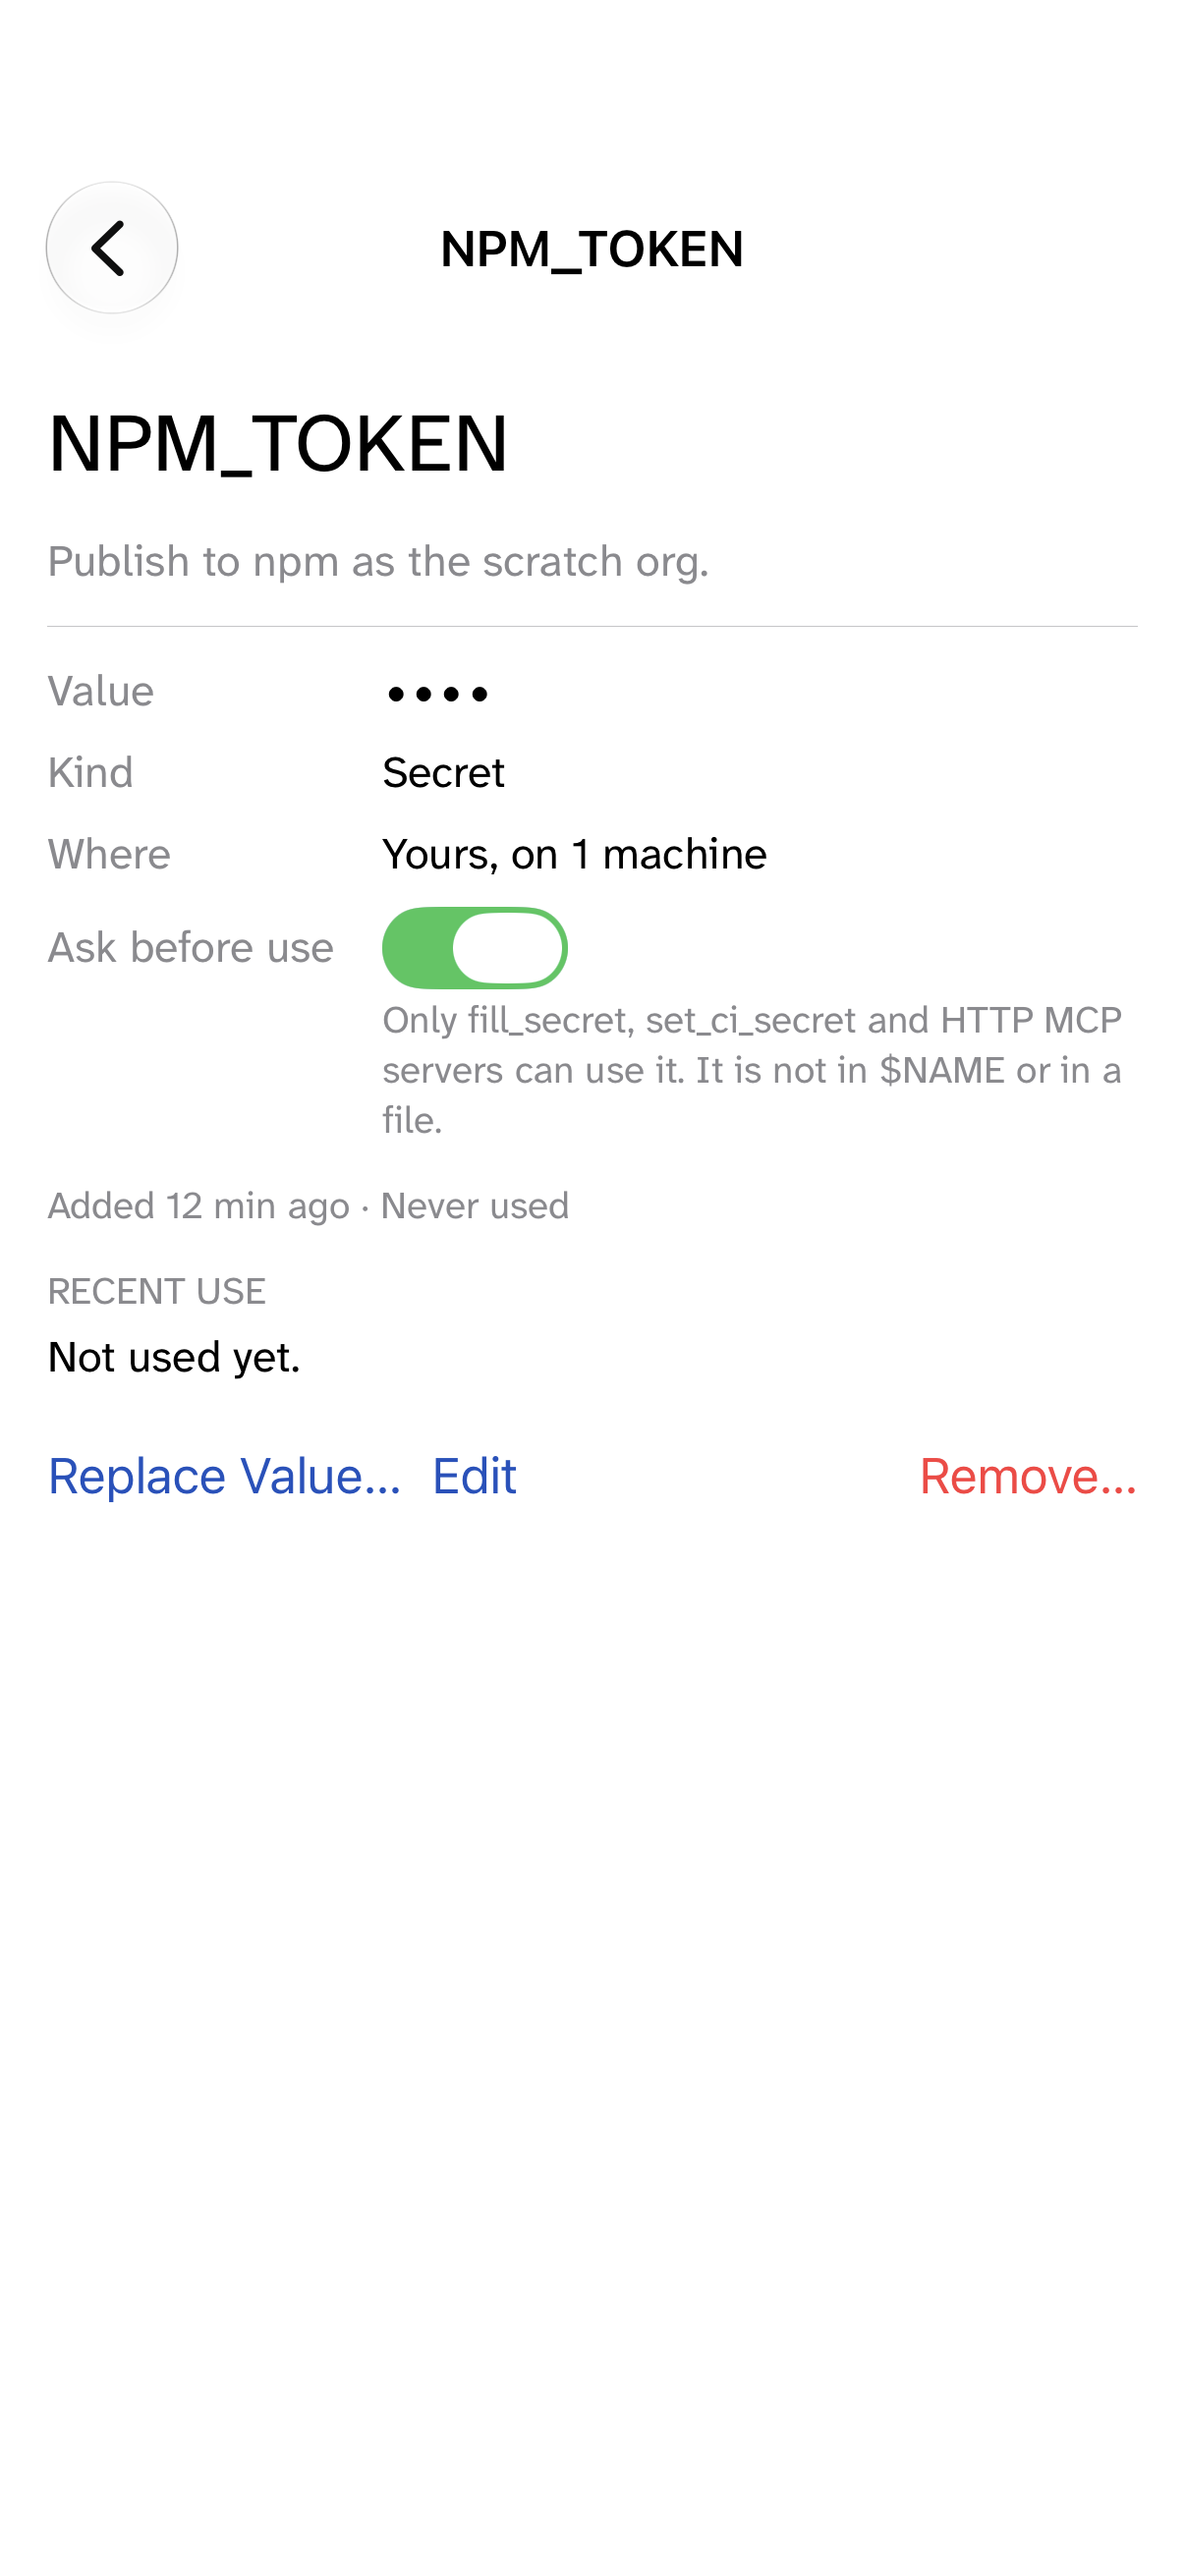 NPM_TOKEN
NPM_TOKEN
Publish to npm as the scratch org.
Value ••••
Kind Secret
Where Yours, on 1 machine
Ask before use
Only fill_secret, set_ci_secret and HTTP MCP
servers can use it. It is not in $NAME or in a
file.
Added 12 min ago · Never used
RECENT USE
Not used yet.
Replace Value... Edit Remove...